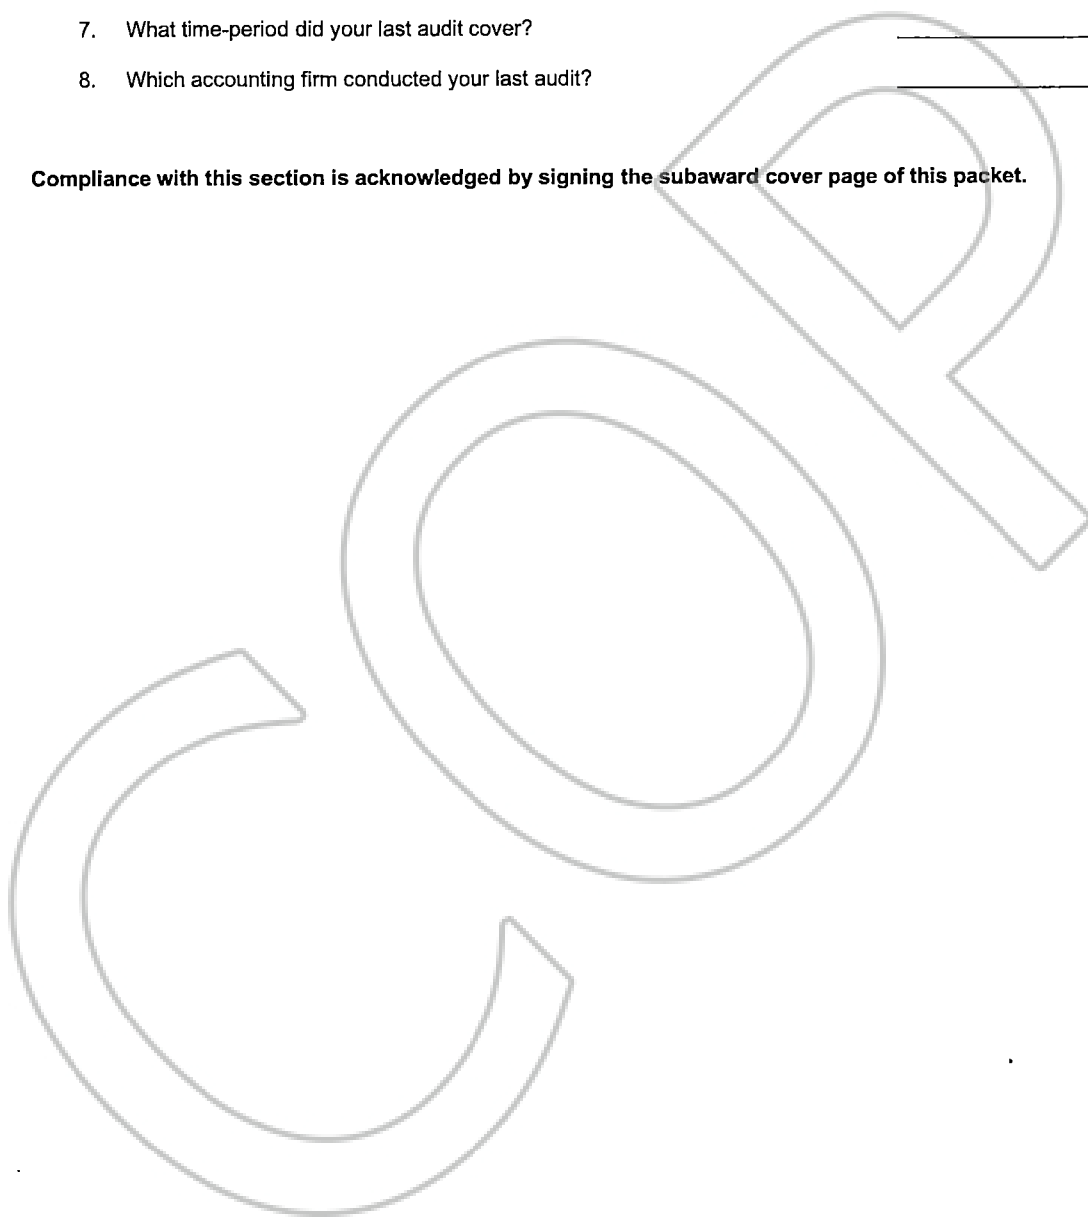 7. What time-period did your last audit cover?
8. Which accounting firm conducted your last audit?
Compliance with this section is acknowledged by signing the subaward cover page of this packet.
COP